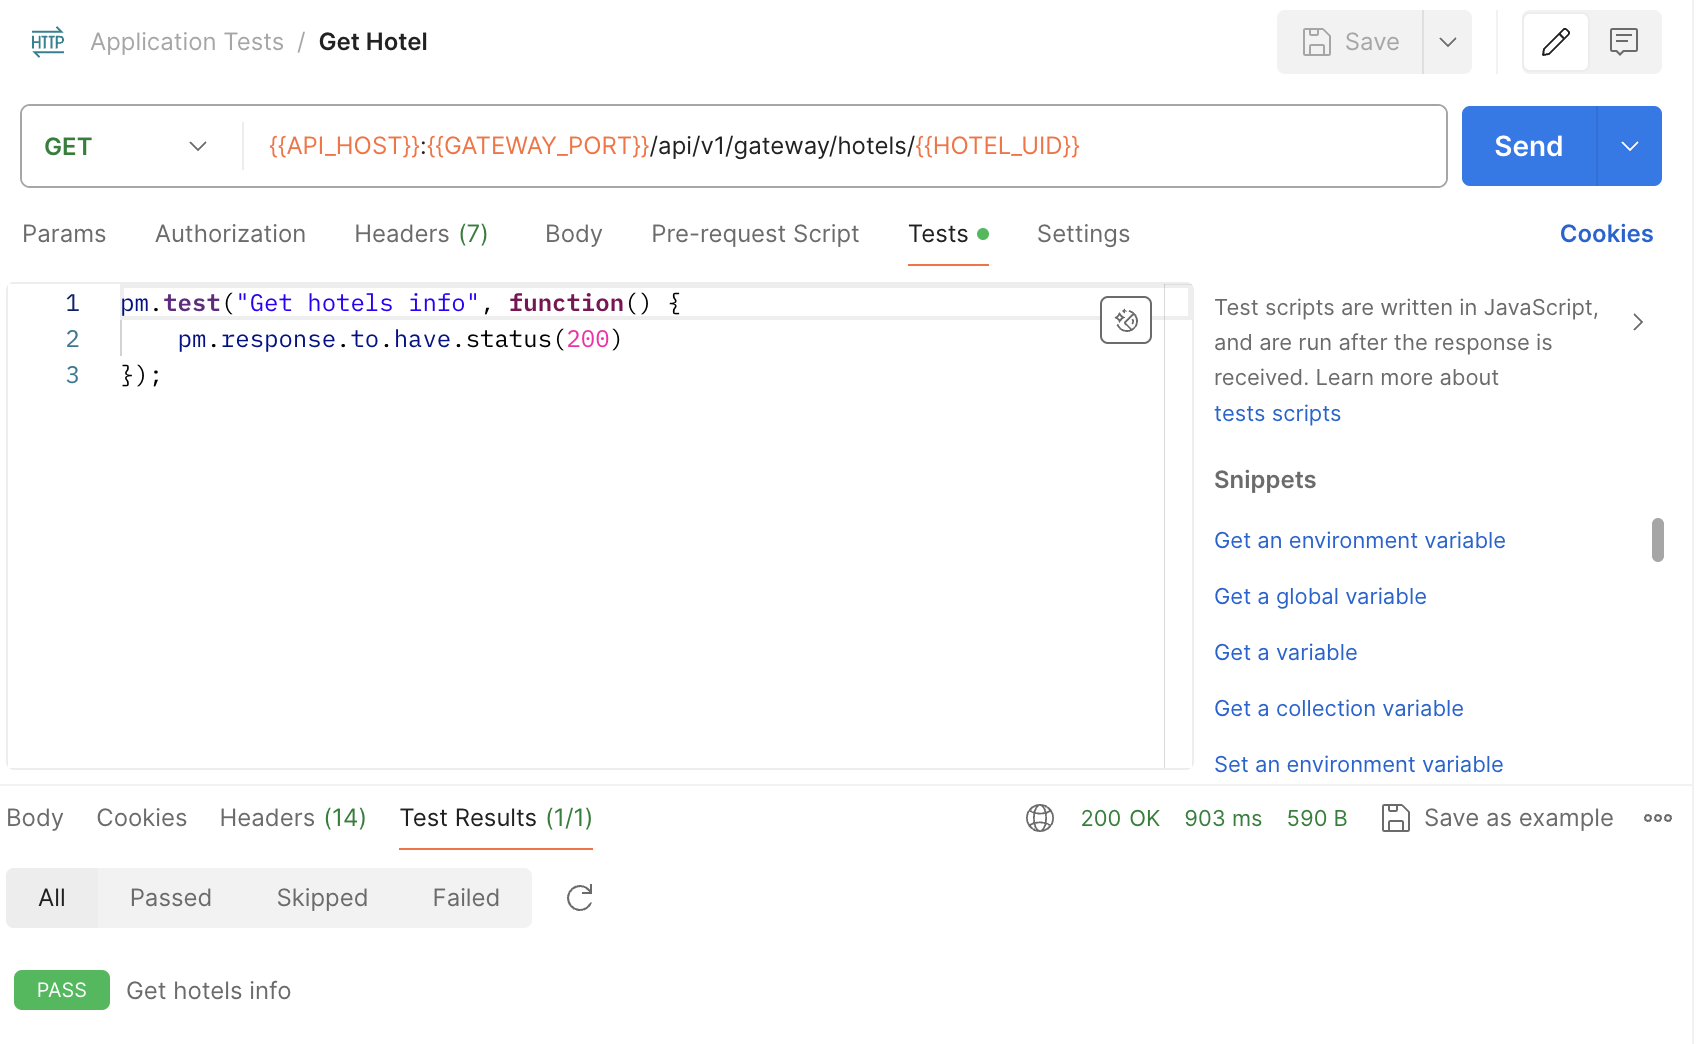 HTTP Application Tests / Get Hotel Save
GET {{API_HOST}}:{{GATEWAY_PORT}}/api/v1/gateway/hotels/{{HOTEL_UID}} Send
Params Authorization Headers (7) Body Pre-request Script Tests Settings Cookies
1 pm.test("Get hotels info", function() {
2     pm.response.to.have.status(200)
3 });
Test scripts are written in JavaScript,
and are run after the response is
received. Learn more about
tests scripts
Snippets
Get an environment variable
Get a global variable
Get a variable
Get a collection variable
Set an environment variable
Body Cookies Headers (14) Test Results (1/1) 200 OK 903 ms 590 B Save as example
All Passed Skipped Failed
PASS Get hotels info